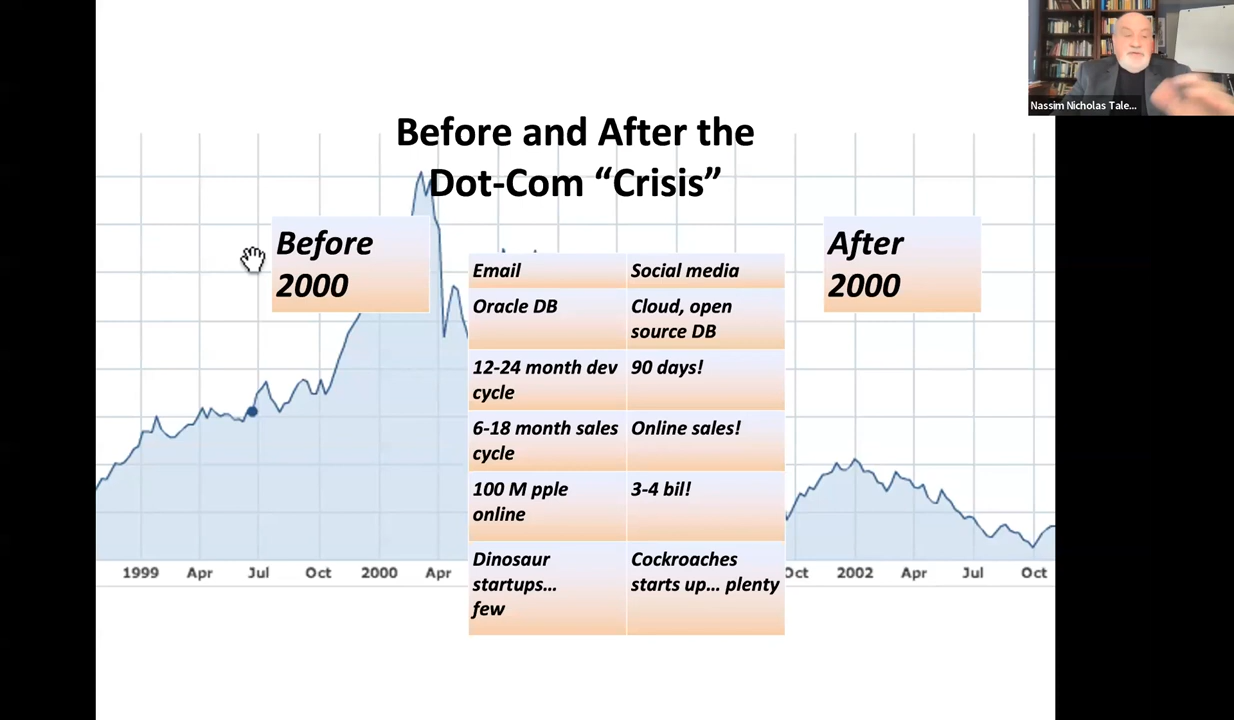 Nassim Nicholas Tale...
Before and After the
Dot-Com “Crisis”
Before
2000
After
2000
Email
Social media
Oracle DB
Cloud, open
source DB
12-24 month dev
cycle
90 days!
6-18 month sales
cycle
Online sales!
100 M pple
online
3-4 bil!
Dinosaur
startups...
few
Cockroaches
starts up... plenty
1999 Apr Jul Oct 2000 Apr Oct 2002 Apr Jul Oct